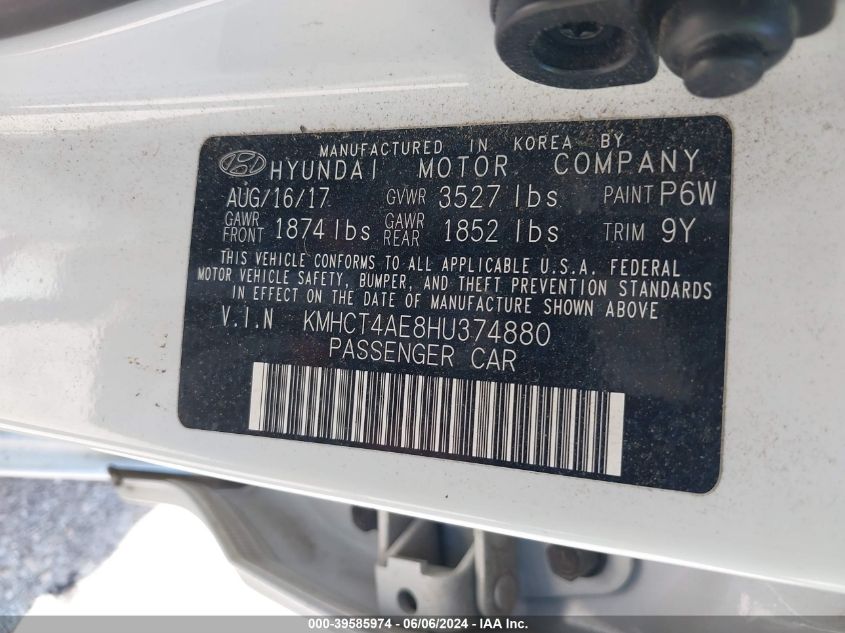 MANUFACTURED IN KOREA BY
HYUNDAI MOTOR COMPANY
AUG/16/17 GVWR 3527 lbs PAINT P6W
GAWR FRONT 1874 lbs GAWR REAR 1852 lbs TRIM 9Y
THIS VEHICLE CONFORMS TO ALL APPLICABLE U.S.A. FEDERAL
MOTOR VEHICLE SAFETY, BUMPER, AND THEFT PREVENTION STANDARDS
IN EFFECT ON THE DATE OF MANUFACTURE SHOWN ABOVE
V.I.N KMHCT4AE8HU374880
PASSENGER CAR
000-39585974 - 06/06/2024 - IAA Inc.